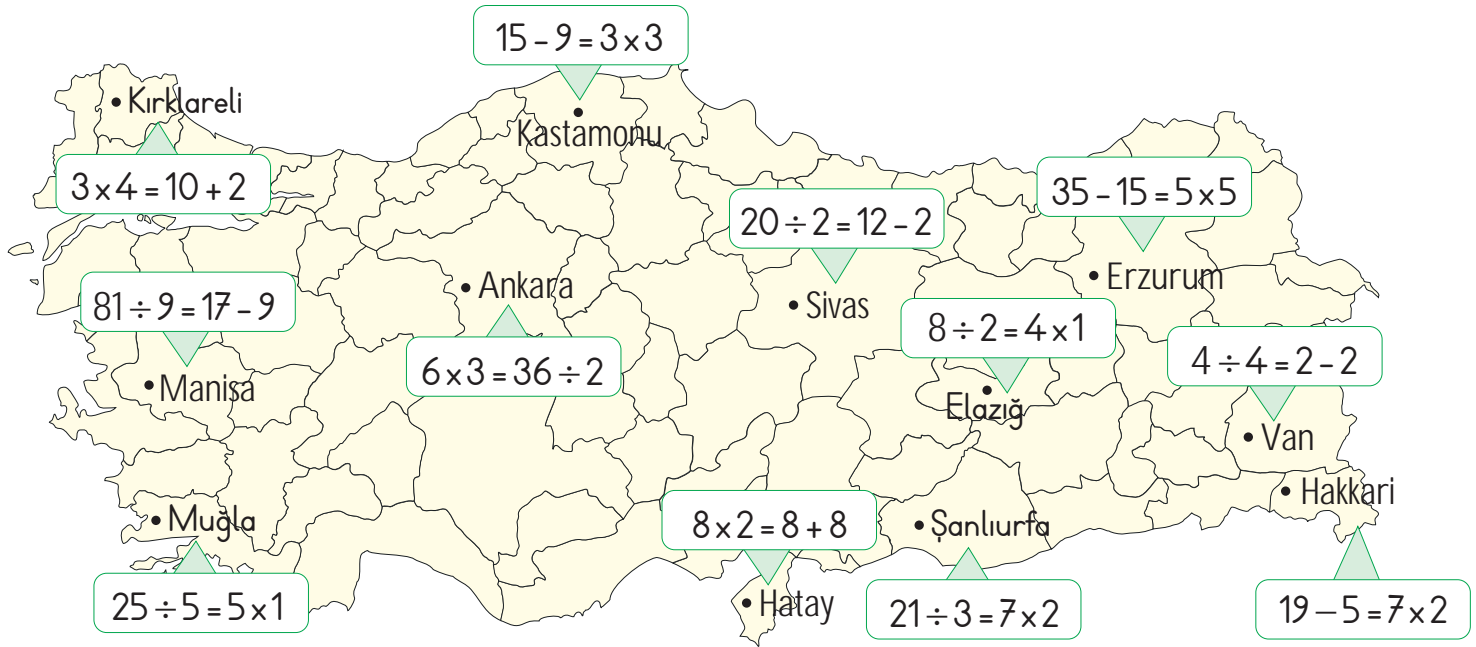 15 – 9 = 3 x 3
Kırklareli
Kastamonu
3 x 4 = 10 + 2
35 – 15 = 5 x 5
20 ÷ 2 = 12 – 2
Erzurum
Ankara
81 ÷ 9 = 17 – 9
Sivas
8 ÷ 2 = 4 x 1
4 ÷ 4 = 2 – 2
6 x 3 = 36 ÷ 2
Manisa
Elazığ
Van
Hakkari
Muğla
8 x 2 = 8 + 8
Şanlıurfa
25 ÷ 5 = 5 x 1
Hatay
21 ÷ 3 = 7 x 2
19 – 5 = 7 x 2